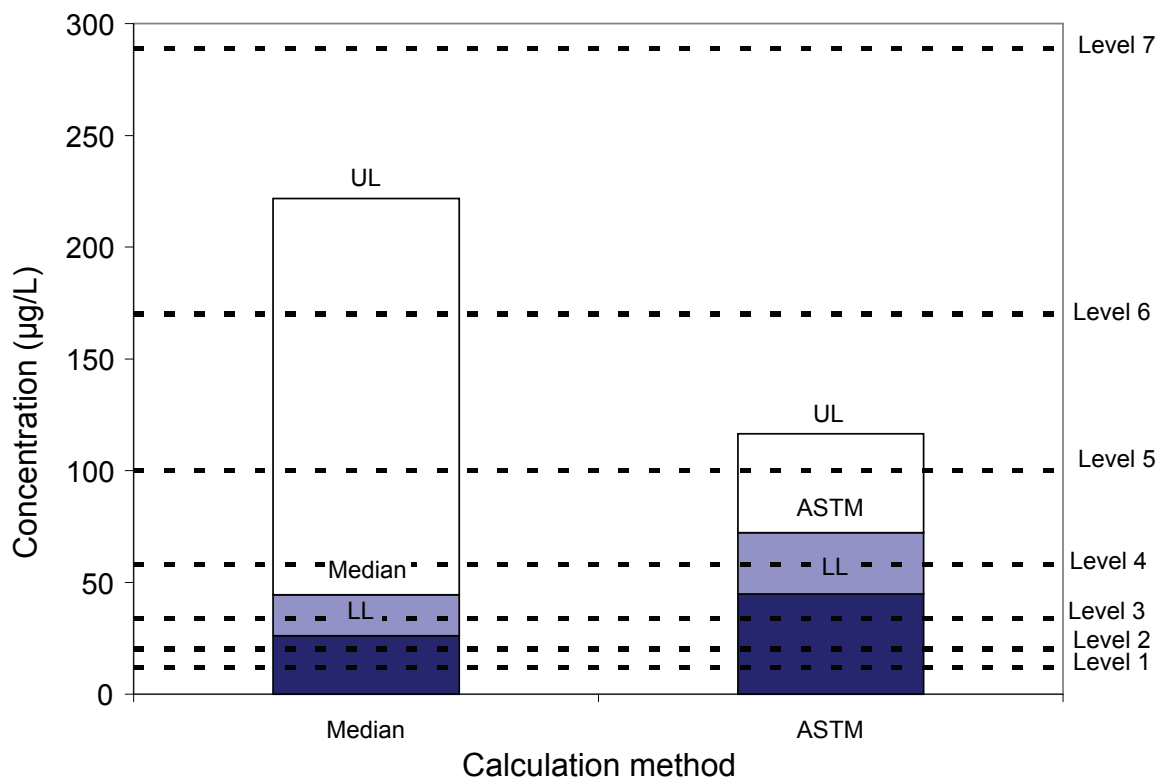 300
250
200
150
100
50
0
Concentration (µg/L)
Level 7
Level 6
Level 5
Level 4
Level 3
Level 2
Level 1
UL
Median
LL
UL
ASTM
LL
Median
ASTM
Calculation method